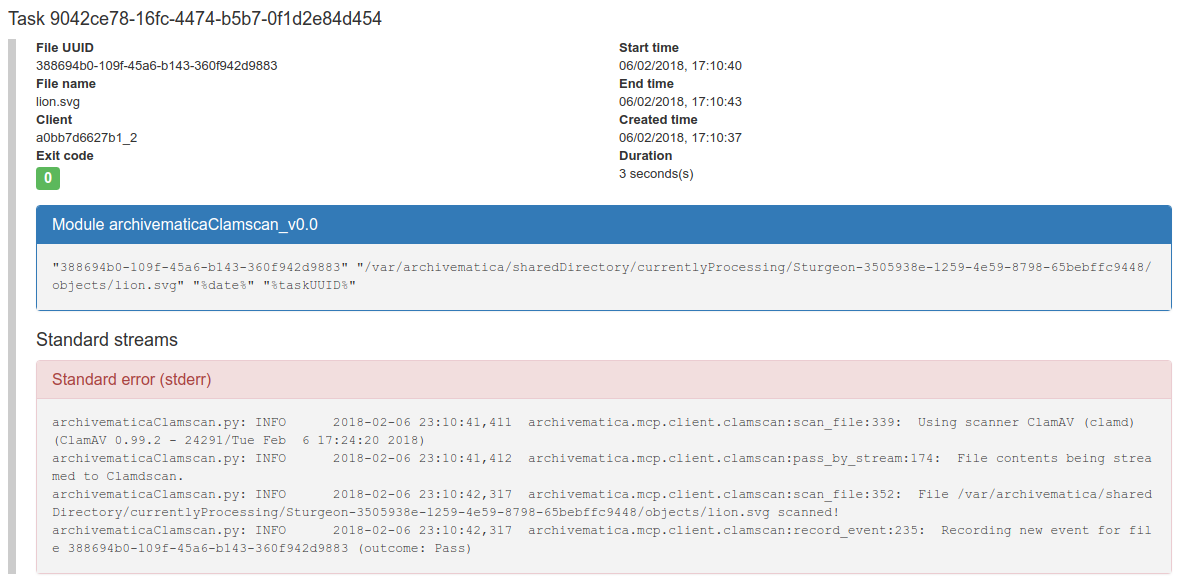 Task 9042ce78-16fc-4474-b5b7-0f1d2e84d454
File UUID
388694b0-109f-45a6-b143-360f942d9883
File name
lion.svg
Client
a0bb7d6627b1_2
Exit code
0
Start time
06/02/2018, 17:10:40
End time
06/02/2018, 17:10:43
Created time
06/02/2018, 17:10:37
Duration
3 seconds(s)
Module archivematicaClamscan_v0.0
"388694b0-109f-45a6-b143-360f942d9883" "/var/archivematica/sharedDirectory/currentlyProcessing/Sturgeon-3505938e-1259-4e59-8798-65bebffc9448/
objects/lion.svg" "%date%" "%taskUUID%"
Standard streams
Standard error (stderr)
archivematicaClamscan.py: INFO      2018-02-06 23:10:41,411  archivematica.mcp.client.clamscan:scan_file:339:  Using scanner ClamAV (clamd)
(ClamAV 0.99.2 - 24291/Tue Feb  6 17:24:20 2018)
archivematicaClamscan.py: INFO      2018-02-06 23:10:41,412  archivematica.mcp.client.clamscan:pass_by_stream:174:  File contents being strea
med to Clamdscan.
archivematicaClamscan.py: INFO      2018-02-06 23:10:42,317  archivematica.mcp.client.clamscan:scan_file:352:  File /var/archivematica/shared
Directory/currentlyProcessing/Sturgeon-3505938e-1259-4e59-8798-65bebffc9448/objects/lion.svg scanned!
archivematicaClamscan.py: INFO      2018-02-06 23:10:42,317  archivematica.mcp.client.clamscan:record_event:235:  Recording new event for fil
e 388694b0-109f-45a6-b143-360f942d9883 (outcome: Pass)